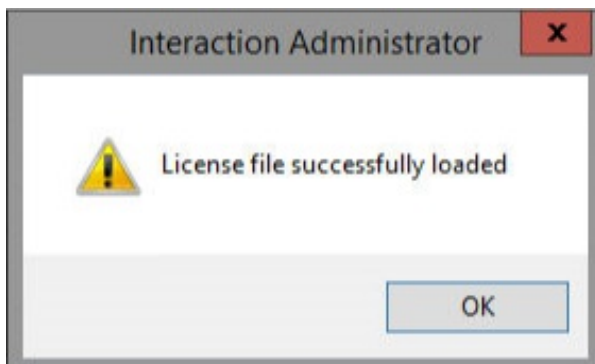 Interaction Administrator
License file successfully loaded
OK